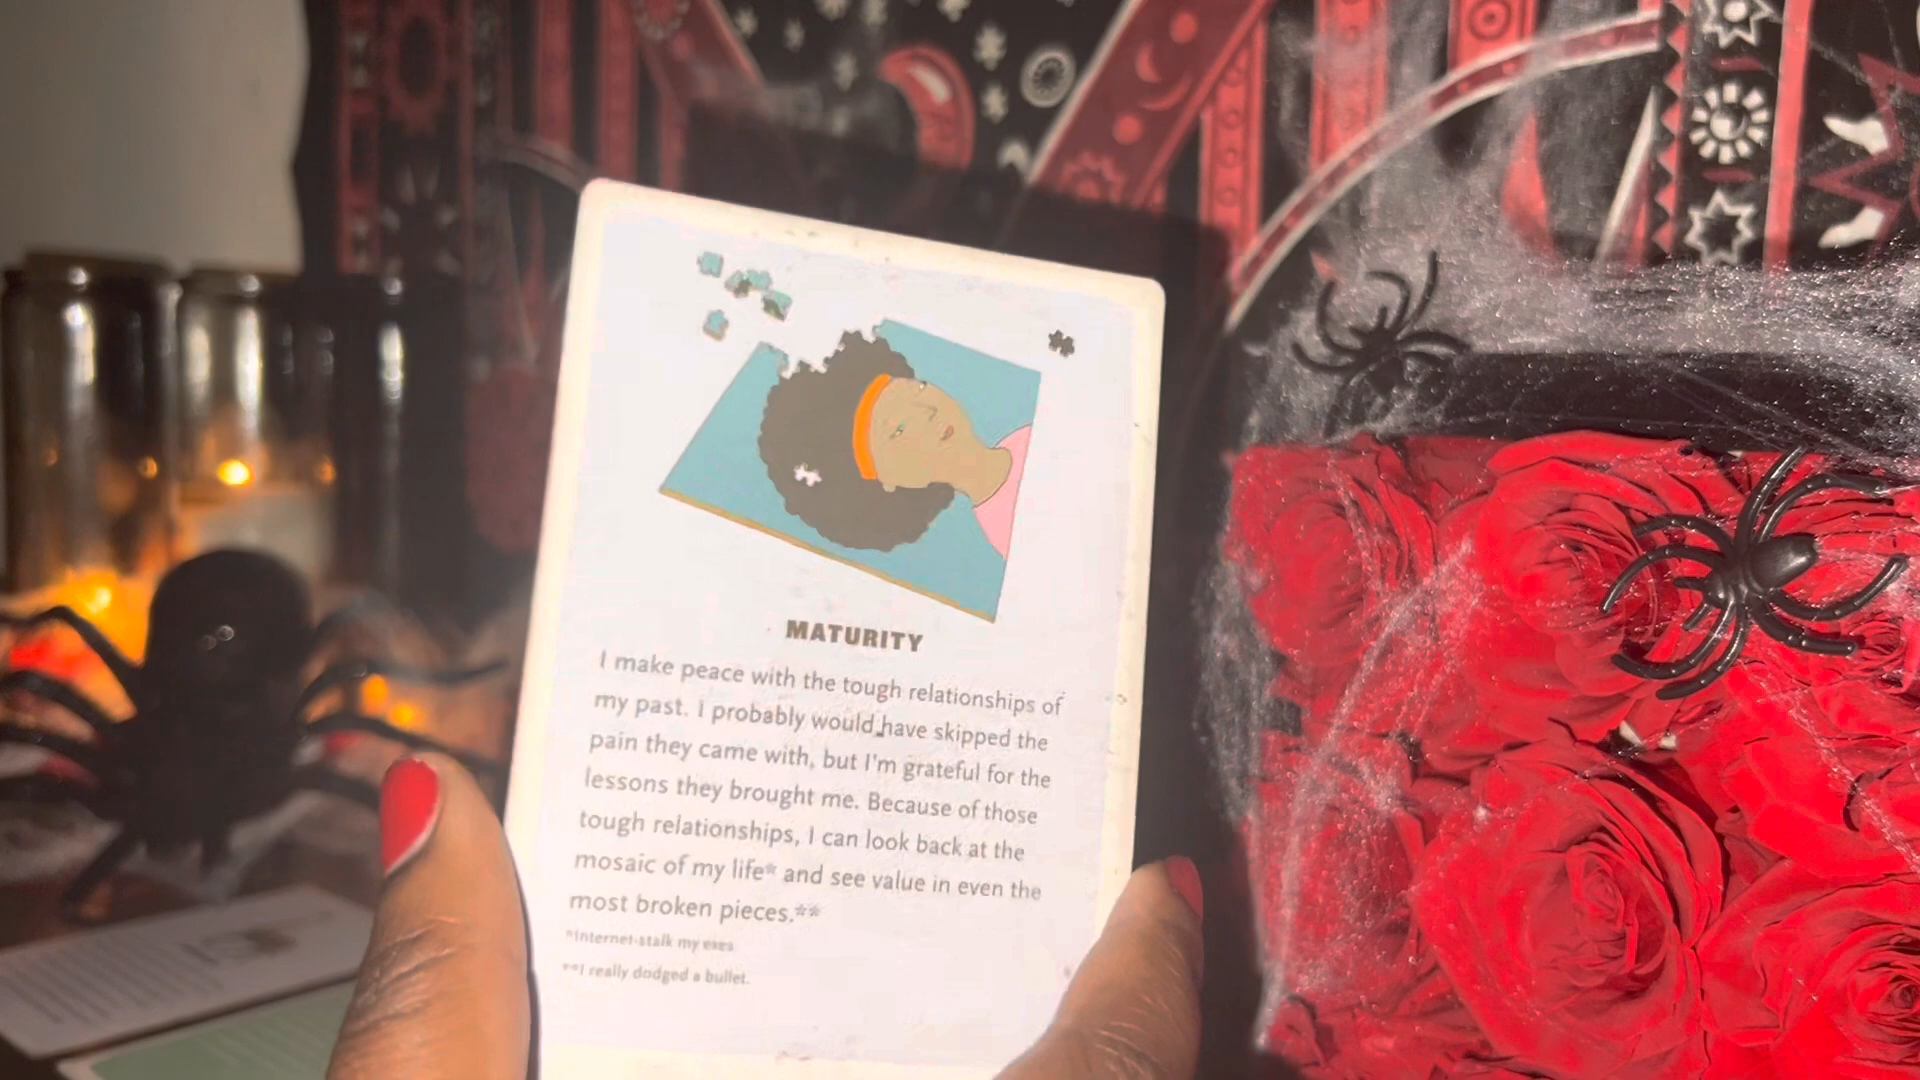 MATURITY
I make peace with the tough relationships of
my past. I probably would have skipped the
pain they came with, but I'm grateful for the
lessons they brought me. Because of those
tough relationships, I can look back at the
mosaic of my life* and see value in even the
most broken pieces.**
*Internet-stalk my exes
**I really dodged a bullet.